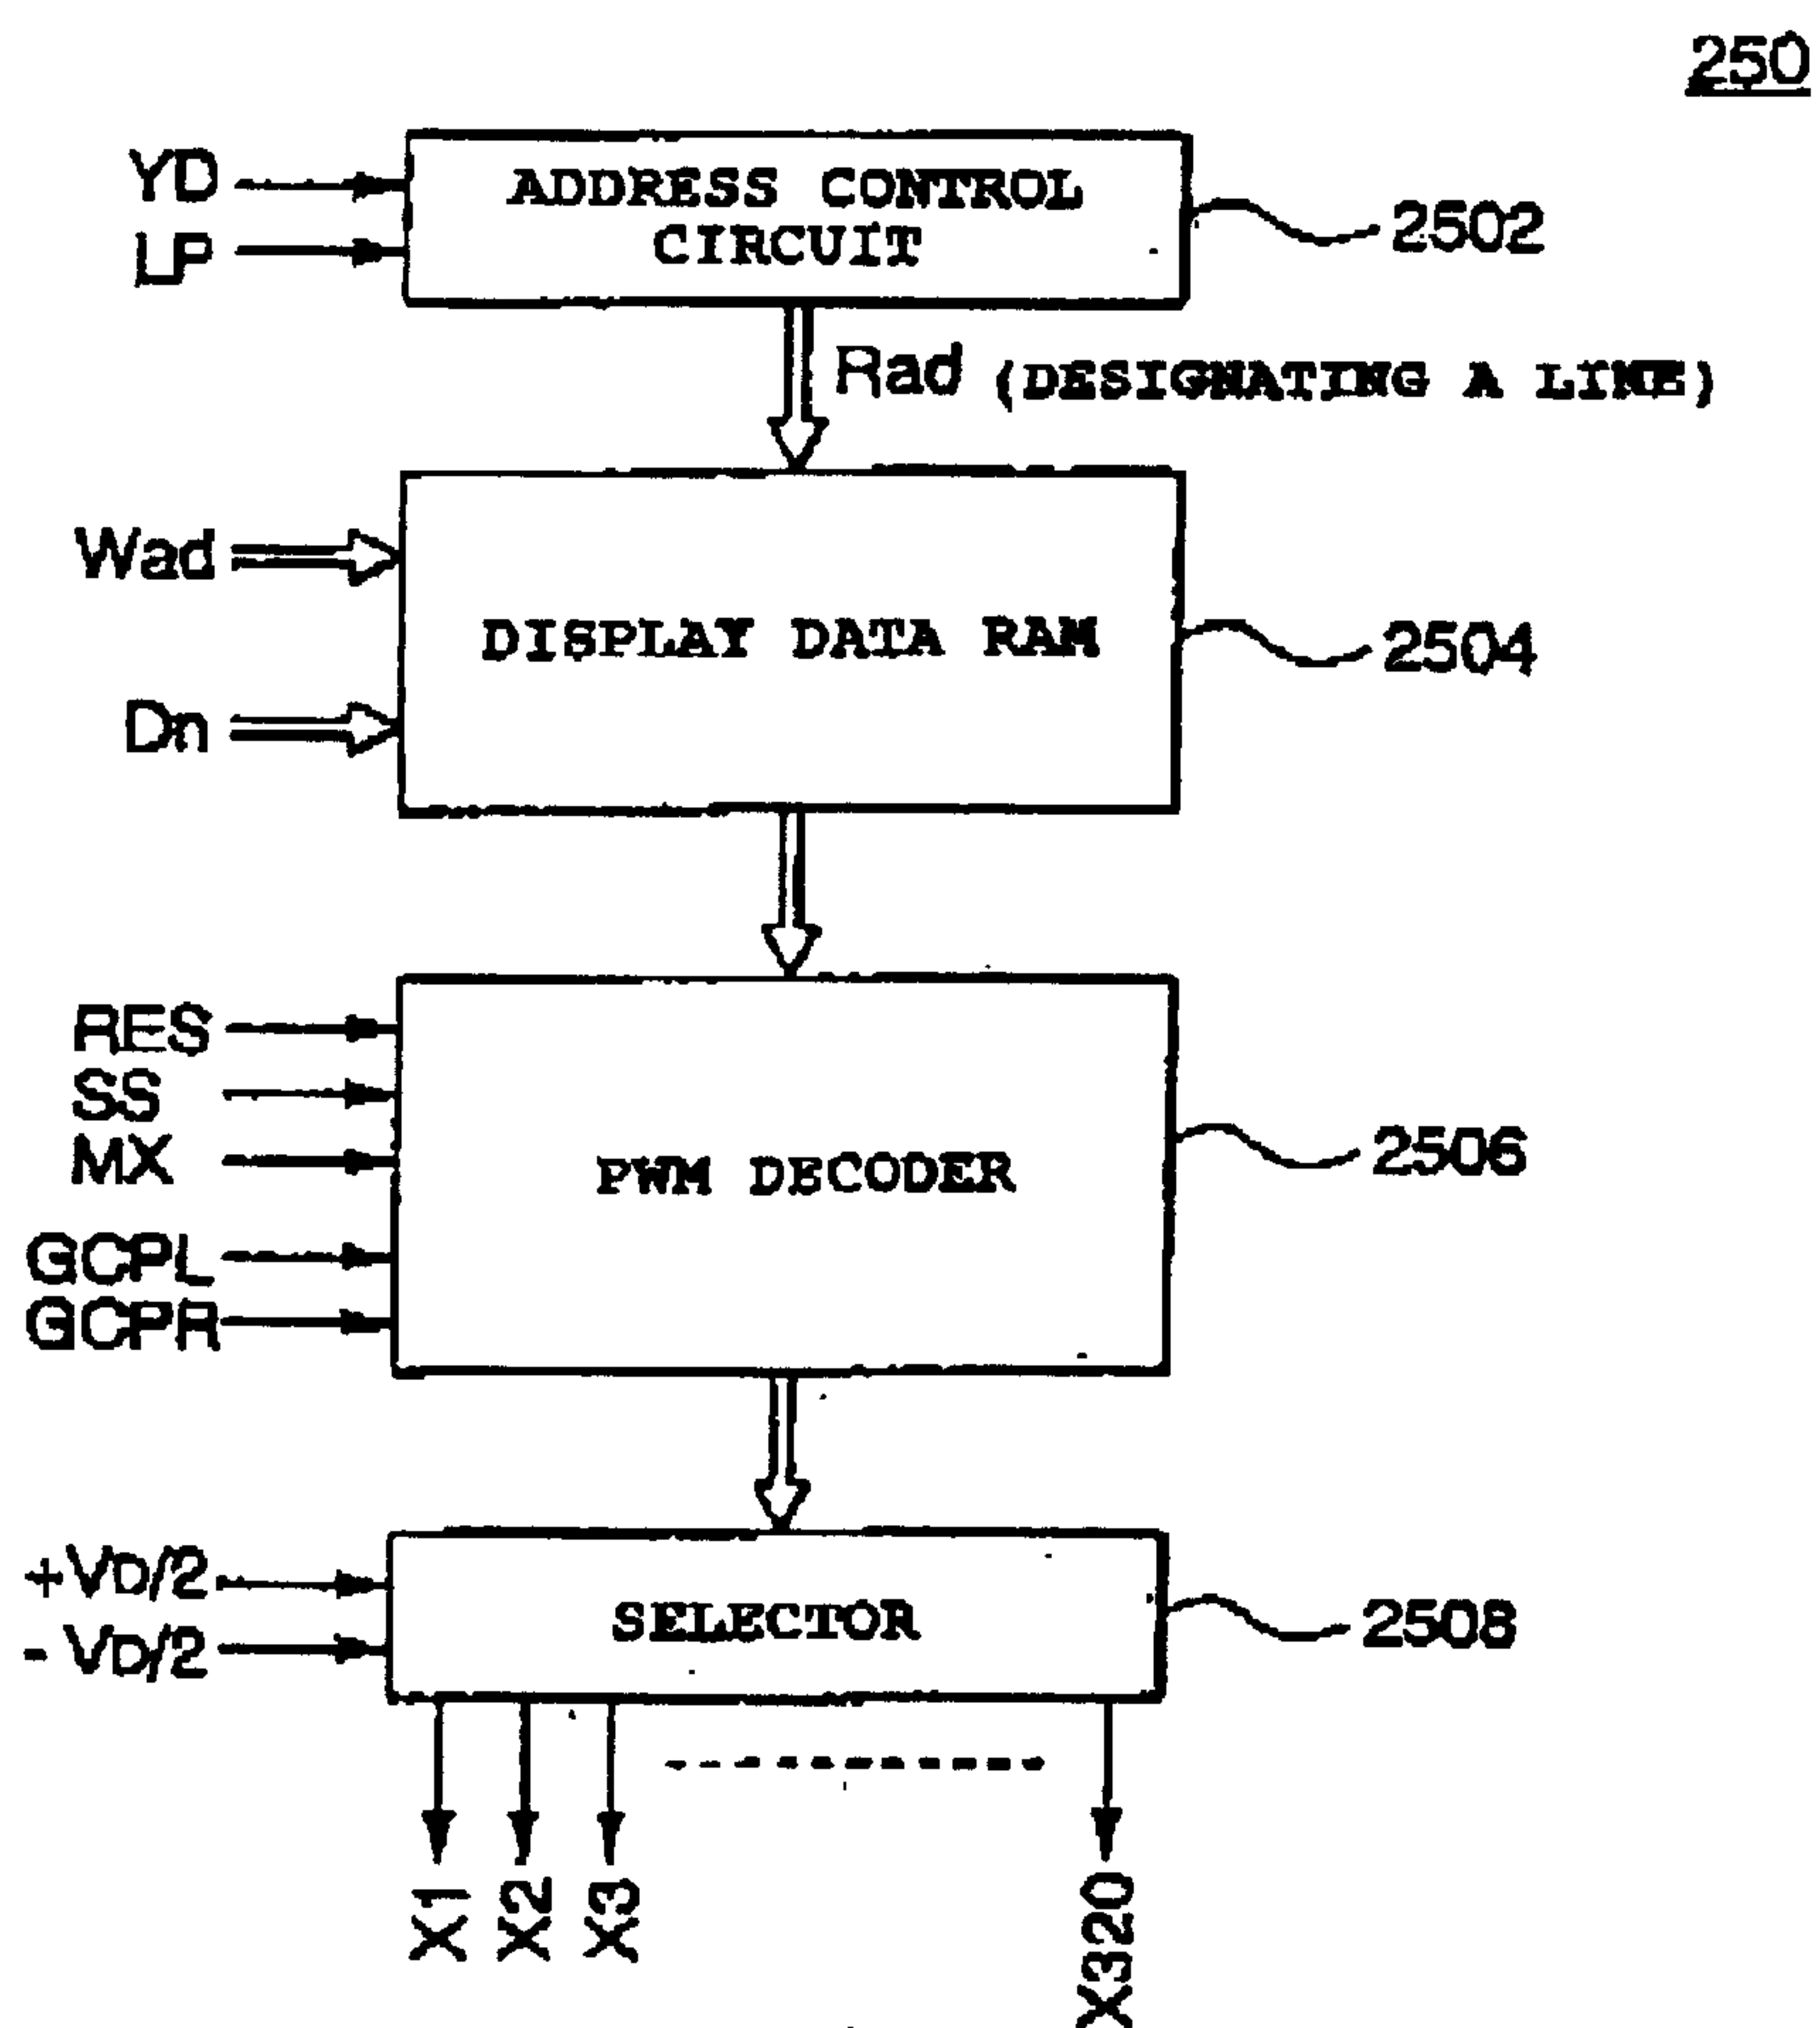 250
YD
LP
ADDRESS CONTROL
CIRCUIT
2502
Rad (DESIGNATING A LINE)
Wad
Dn
DISPLAY DATA RAM
2504
RES
SS
MX
GCPL
GCPR
PWM DECODER
2506
+VD/2
-VD/2
SELECTOR
2508
X1
X2
X3
X320